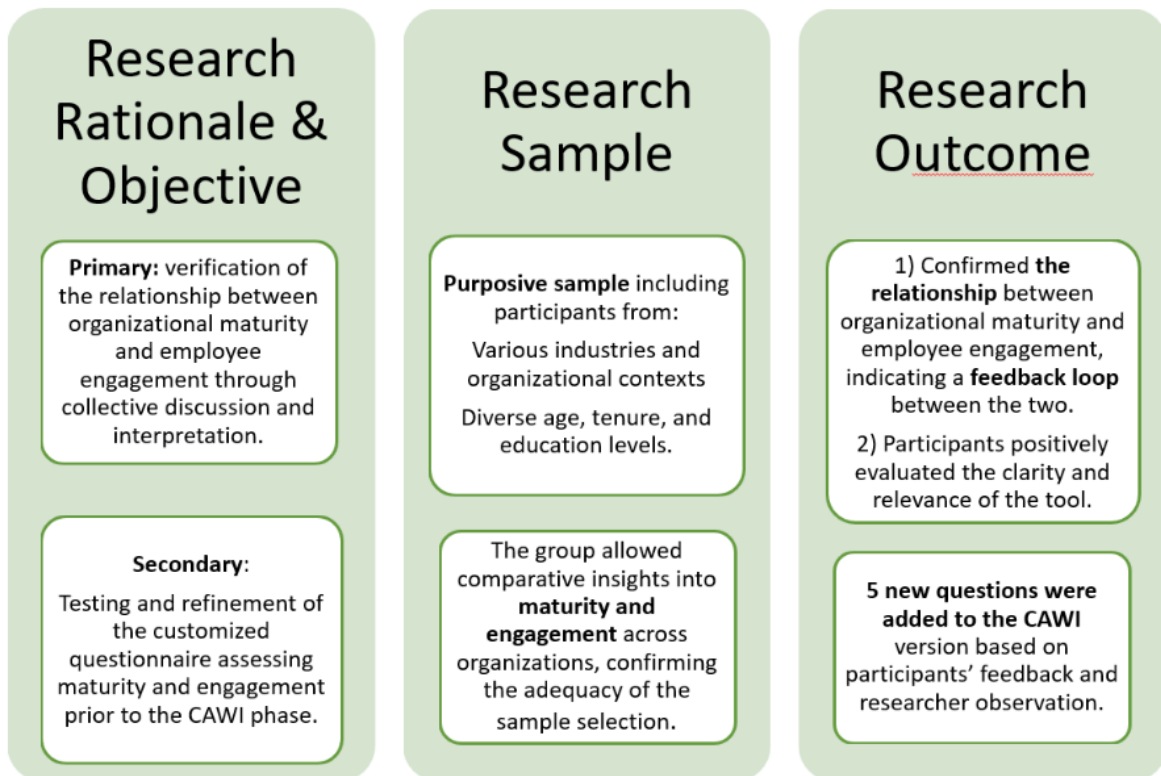 Research
Rationale &
Objective
Primary: verification of
the relationship between
organizational maturity
and employee
engagement through
collective discussion and
interpretation.
Secondary:
Testing and refinement of
the customized
questionnaire assessing
maturity and engagement
prior to the CAWI phase.
Research
Sample
Purposive sample including
participants from:
Various industries and
organizational contexts
Diverse age, tenure, and
education levels.
The group allowed
comparative insights into
maturity and
engagement across
organizations, confirming
the adequacy of the
sample selection.
Research
Outcome
1) Confirmed the
relationship between
organizational maturity and
employee engagement,
indicating a feedback loop
between the two.
2) Participants positively
evaluated the clarity and
relevance of the tool.
5 new questions were
added to the CAWI
version based on
participants’ feedback and
researcher observation.